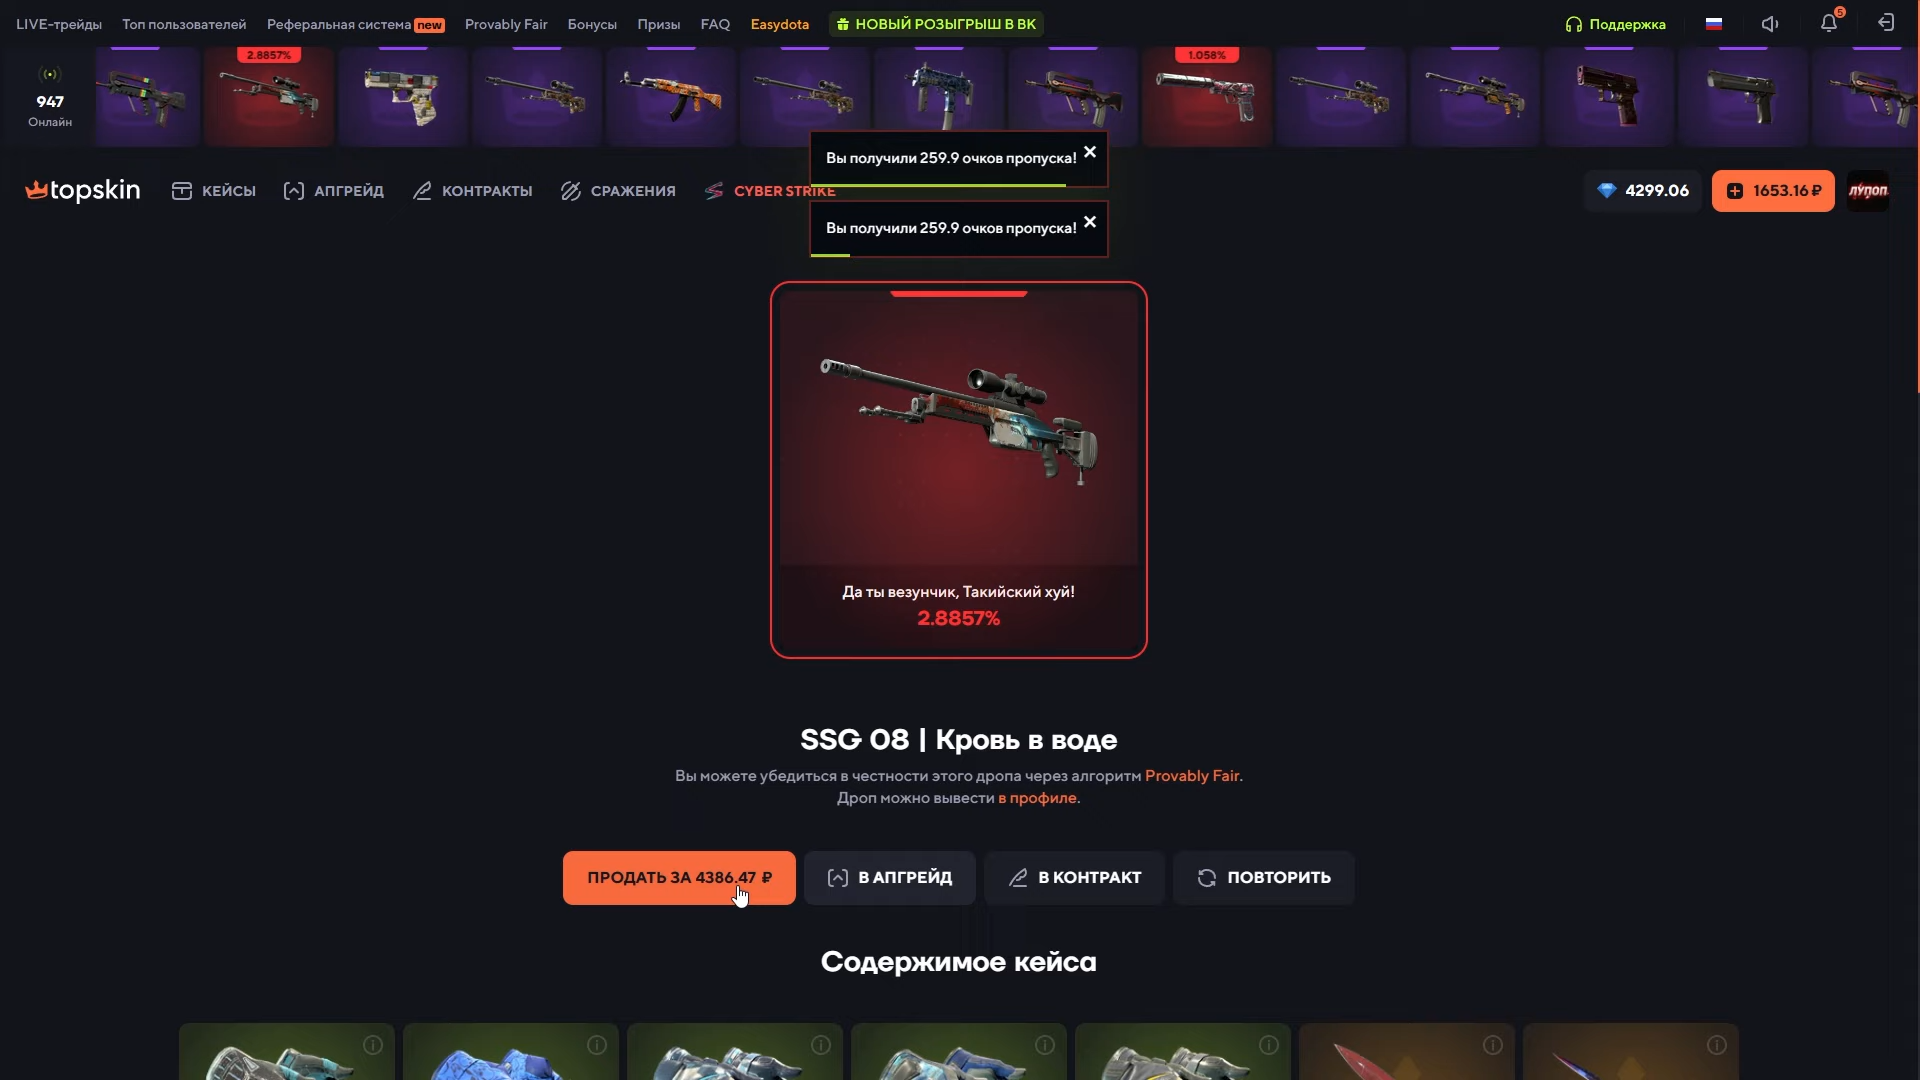 LIVE-трейды Топ пользователей Реферальная система new Provably Fair Бонусы Призы FAQ Easydota НОВЫЙ РОЗЫГРЫШ В ВК Поддержка 5
2.8857% 1.058%
947
Онлайн
Вы получили 259.9 очков пропуска!
topskin КЕЙСЫ АПГРЕЙД КОНТРАКТЫ СРАЖЕНИЯ CYBER STRIKE 4299.06 1653.16 ₽ ЛУПОП
Вы получили 259.9 очков пропуска!
Да ты везунчик, Такийский хуй!
2.8857%
SSG 08 | Кровь в воде
Вы можете убедиться в честности этого дропа через алгоритм Provably Fair.
Дроп можно вывести в профиле.
ПРОДАТЬ ЗА 4386.47 ₽ В АПГРЕЙД В КОНТРАКТ ПОВТОРИТЬ
Содержимое кейса